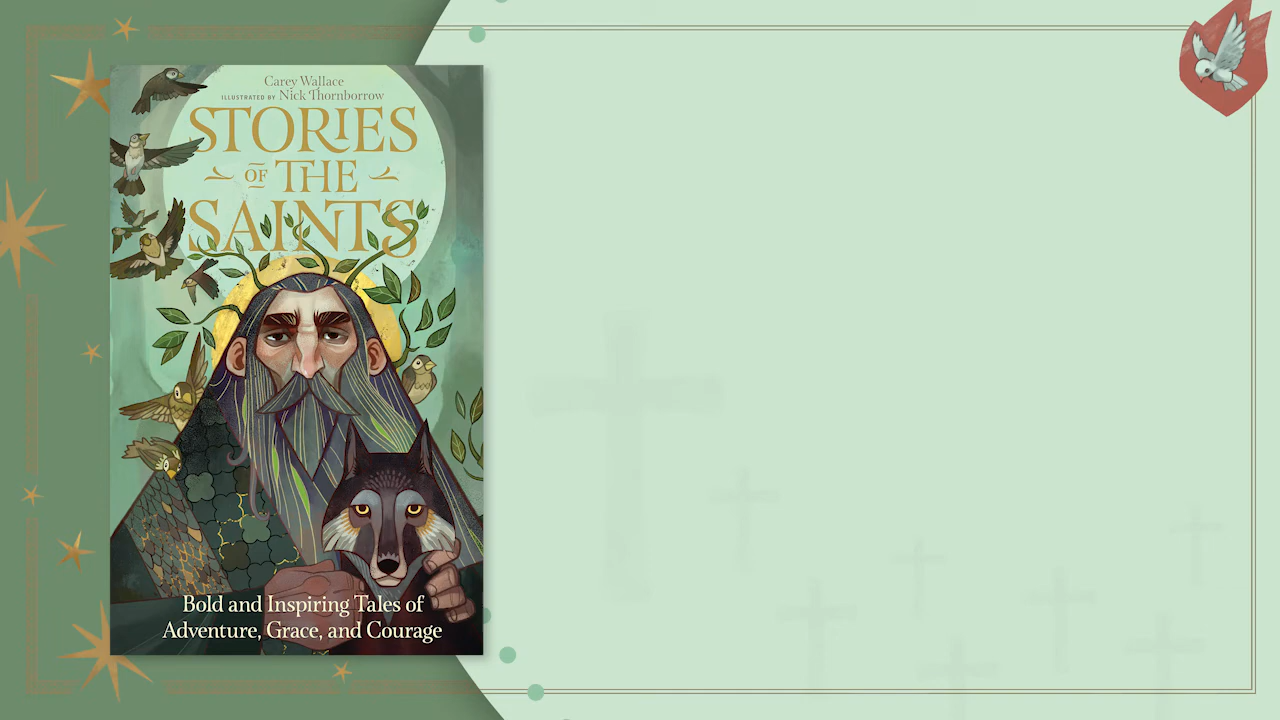 Carey Wallace
ILLUSTRATED BY Nick Thornborrow
STORIES
OF THE
SAINTS
Bold and Inspiring Tales of
Adventure, Grace, and Courage